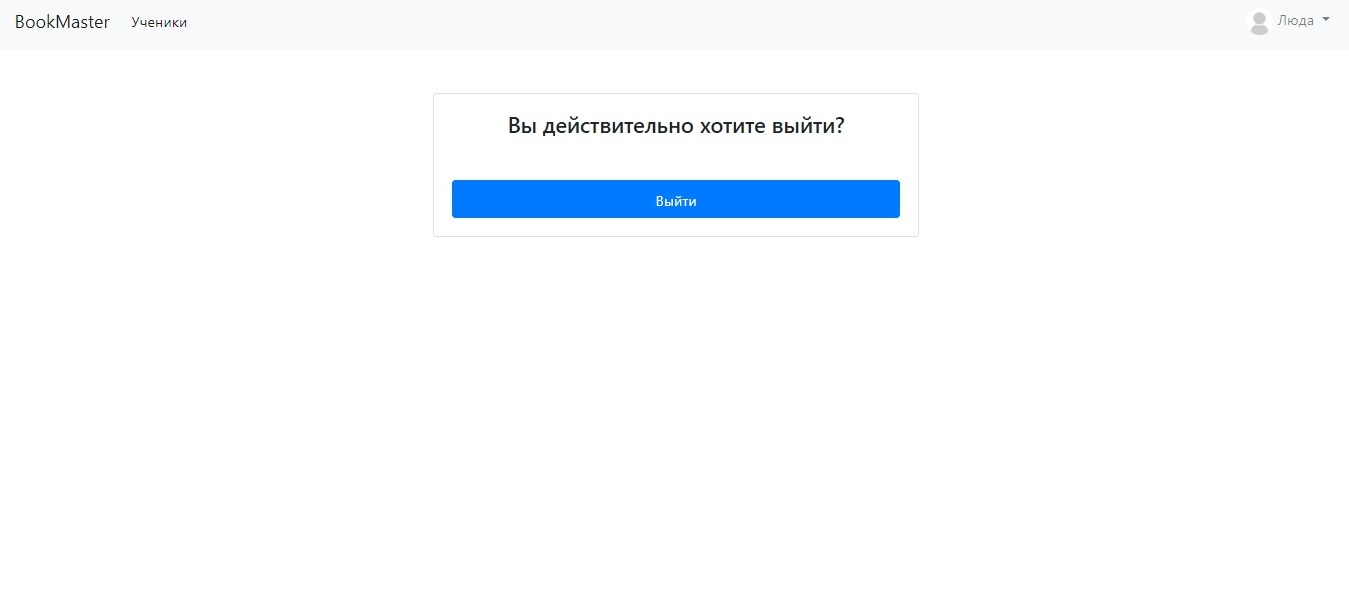 BookMaster Ученики Люда
Вы действительно хотите выйти?
Выйти